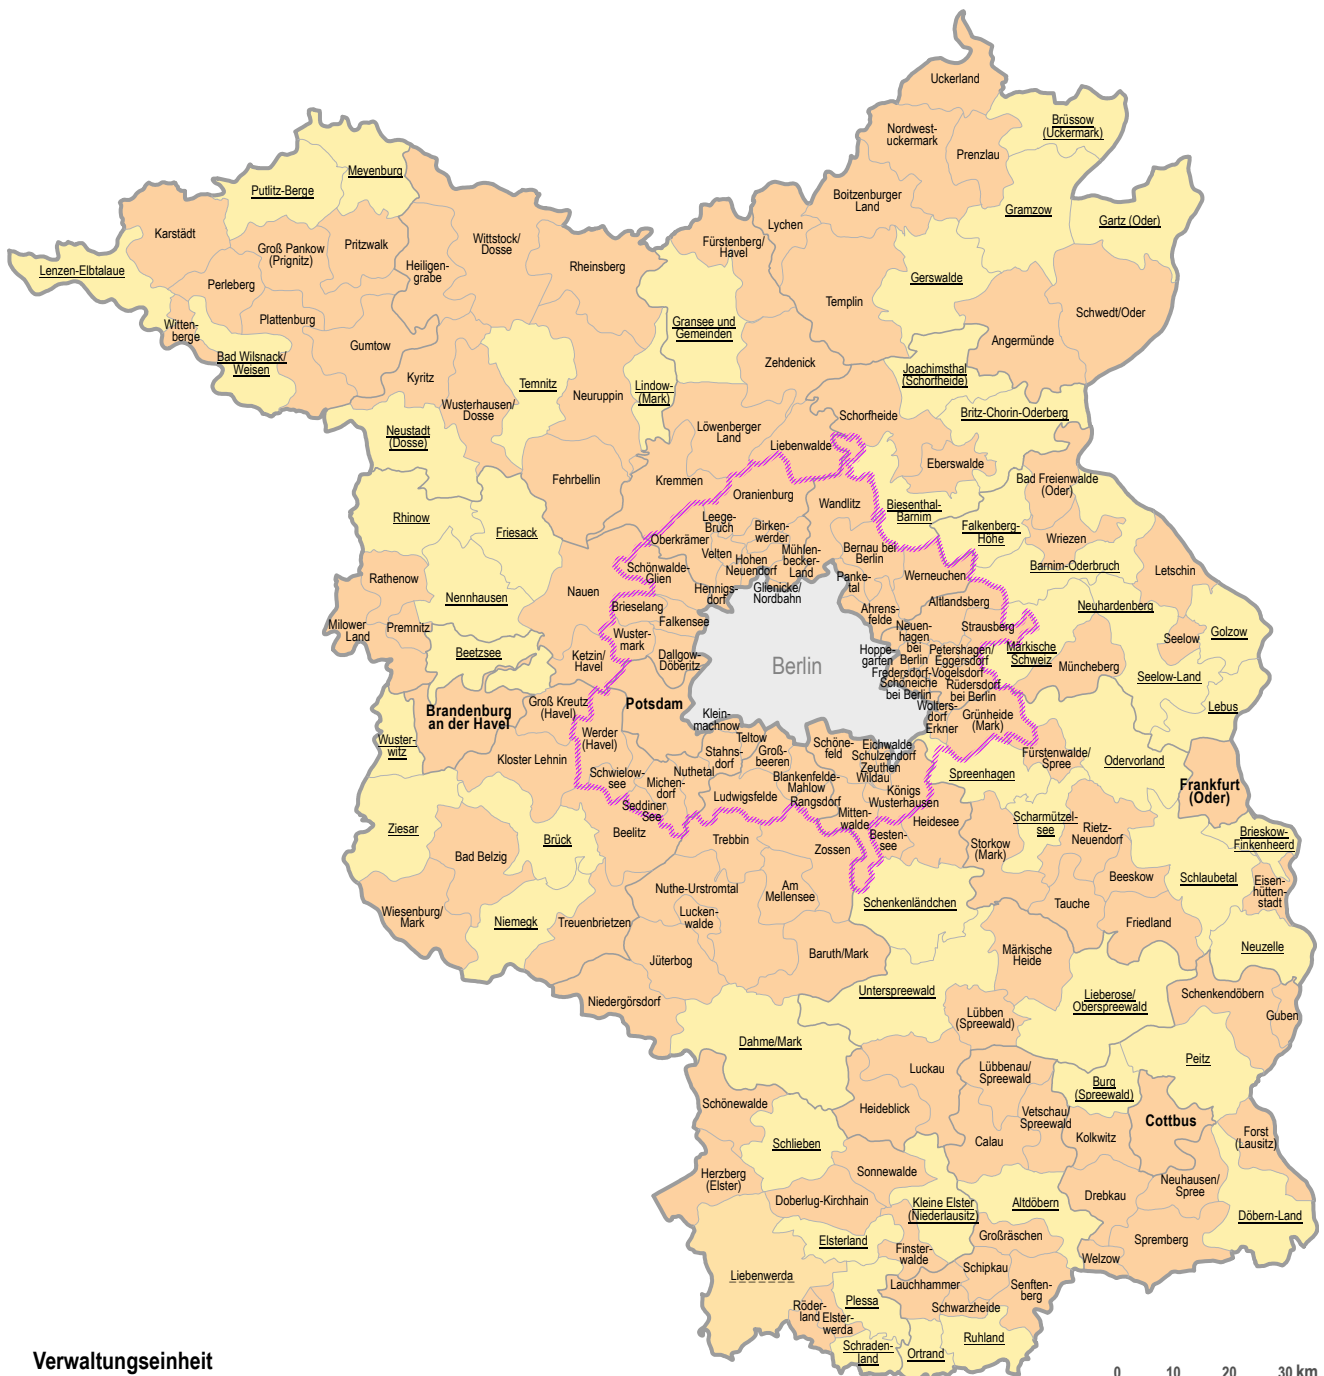 Uckerland
Brüssow
(Uckermark)
Nordwest-
uckermark
Prenzlau
Meyenburg
Putlitz-Berge
Boitzenburger
Land
Gramzow
Gartz (Oder)
Lychen
Karstädt
Groß Pankow
(Prignitz)
Pritzwalk
Wittstock/
Dosse
Fürstenberg/
Havel
Heiligen-
grabe
Rheinsberg
Lenzen-Elbtalaue
Gerswalde
Perleberg
Templin
Schwedt/Oder
Witten-
berge
Plattenburg
Gransee und
Gemeinden
Gumtow
Angermünde
Bad Wilsnack/
Weisen
Zehdenick
Kyritz
Temnitz
Lindow-
(Mark)
Joachimsthal
(Schorfheide)
Wusterhausen/
Dosse
Neuruppin
Schorfheide
Britz-Chorin-Oderberg
Neustadt
(Dosse)
Löwenberger
Land
Liebenwalde
Eberswalde
Fehrbellin
Kremmen
Bad Freienwalde
(Oder)
Oranienburg
Wandlitz
Biesenthal-
Barnim
Rhinow
Friesack
Leege-
Bruch
Birken-
werder
Falkenberg-
Höhe
Wriezen
Oberkrämer
Velten
Hohen
Neuendorf
Mühlen-
becker-
Land
Bernau bei
Berlin
Barnim-Oderbruch
Letschin
Schönwalde-
Glien
Hennigs-
dorf
Glienicke/
Nordbahn
Panke-
tal
Werneuchen
Rathenow
Nennhausen
Nauen
Brieselang
Ahrens-
felde
Altlandsberg
Neuhardenberg
Milower
Land
Premnitz
Falkensee
Neuen-
hagen
bei
Berlin
Strausberg
Golzow
Wuster-
mark
Seelow
Beetzsee
Ketzin/
Havel
Dallgow-
Döberitz
Berlin
Hoppe-
garten
Petershagen/
Eggersdorf
Märkische
Schweiz
Müncheberg
Fredersdorf-Vogelsdorf
Schöneiche
bei Berlin
Rüdersdorf
bei Berlin
Seelow-Land
Brandenburg
an der Havel
Groß Kreutz
(Havel)
Potsdam
Klein-
machnow
Wolters-
dorf
Erkner
Grünheide
(Mark)
Lebus
Wuster-
witz
Werder
(Havel)
Teltow
Stahns-
dorf
Groß-
beeren
Schöne-
feld
Eichwalde
Schulzendorf
Zeuthen
Wildau
Fürstenwalde/
Spree
Odervorland
Kloster Lehnin
Schwielow-
see
Michen-
dorf
Nuthetal
Blankenfelde-
Mahlow
Spreenhagen
Frankfurt
(Oder)
Ludwigsfelde
Rangsdorf
Königs
Wusterhausen
Seddiner
See
Mitten-
walde
Heidesee
Scharmützel-
see
Rietz-
Neuendorf
Ziesar
Brück
Beelitz
Trebbin
Zossen
Besten-
see
Storkow
(Mark)
Brieskow-
Finkenheerd
Bad Belzig
Beeskow
Schlaubetal
Nuthe-Urstromtal
Am
Mellensee
Eisen-
hütten-
stadt
Schenkenländchen
Tauche
Wiesenburg/
Mark
Niemegk
Treuenbrietzen
Lucken-
walde
Friedland
Neuzelle
Jüterbog
Baruth/Mark
Märkische
Heide
Niedergörsdorf
Unterspreewald
Lieberose/
Oberspreewald
Schenkendöbern
Guben
Lübben
(Spreewald)
Dahme/Mark
Peitz
Luckau
Lübbenau/
Spreewald
Burg
(Spreewald)
Schönewalde
Heideblick
Vetschau/
Spreewald
Cottbus
Schlieben
Calau
Kolkwitz
Forst
(Lausitz)
Herzberg
(Elster)
Sonnewalde
Neuhausen/
Spree
Doberlug-Kirchhain
Kleine Elster
(Niederlausitz)
Altdöbern
Drebkau
Döbern-Land
Elsterland
Großräschen
Spremberg
Finster-
walde
Welzow
Liebenwerda
Schipkau
Lauchhammer
Senften-
berg
Plessa
Schwarzheide
Röder-
land
Elster-
werda
Ruhland
Schraden-
land
Ortrand
Verwaltungseinheit
0 10 20 30 km